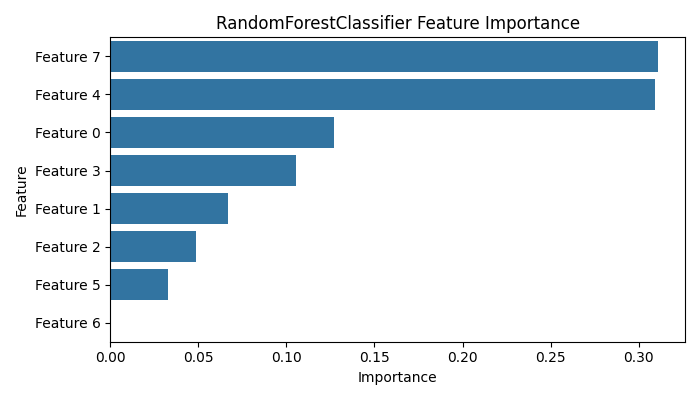 RandomForestClassifier Feature Importance
Feature 7
Feature 4
Feature 0
Feature 3
Feature 1
Feature 2
Feature 5
Feature 6
Feature
0.00 0.05 0.10 0.15 0.20 0.25 0.30
Importance